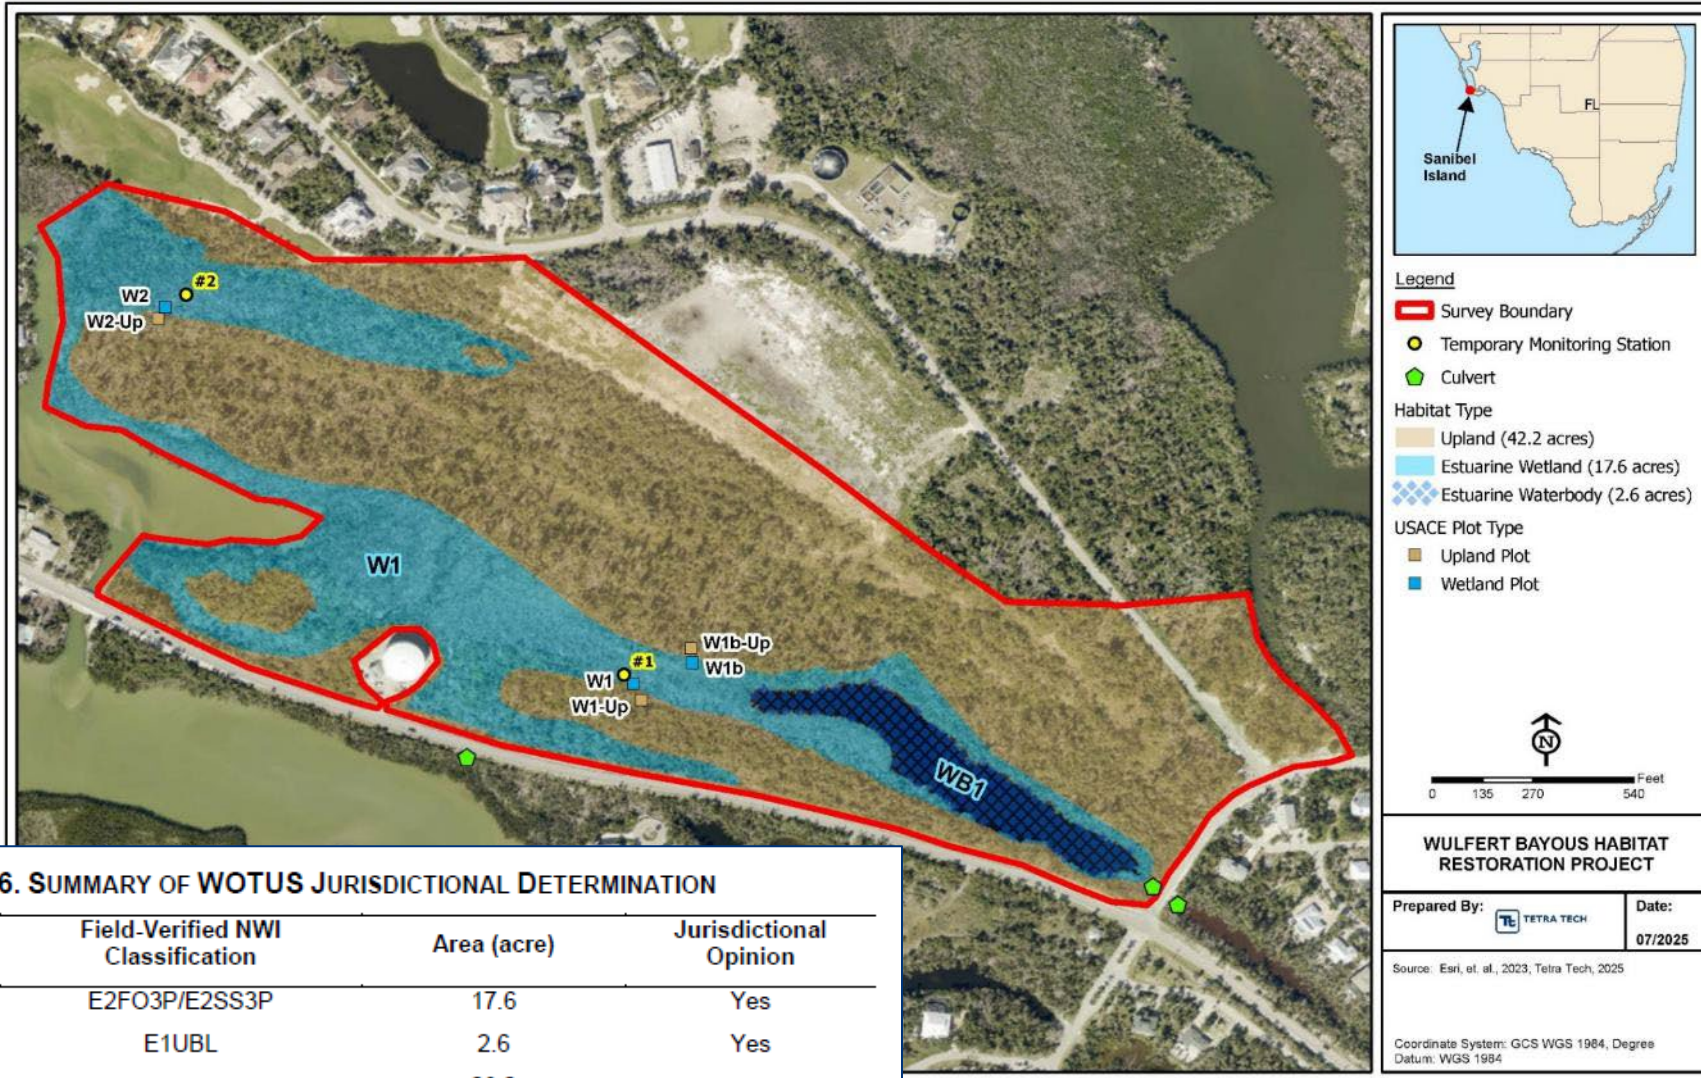 #2
W2
W2-Up
W1
W1b-Up
#1
W1b
W1
W1-Up
WB1
FL
Sanibel
Island
Legend
Survey Boundary
Temporary Monitoring Station
Culvert
Habitat Type
Upland (42.2 acres)
Estuarine Wetland (17.6 acres)
Estuarine Waterbody (2.6 acres)
USACE Plot Type
Upland Plot
Wetland Plot
N
Feet
0 135 270 540
WULFERT BAYOUS HABITAT
RESTORATION PROJECT
Prepared By:
Tt TETRA TECH
Date:
07/2025
Source: Esri, et. al., 2023, Tetra Tech, 2025
Coordinate System: GCS WGS 1984, Degree
Datum: WGS 1984
6. SUMMARY OF WOTUS JURISDICTIONAL DETERMINATION
Field-Verified NWI
Classification
Area (acre)
Jurisdictional
Opinion
E2FO3P/E2SS3P 17.6 Yes
E1UBL 2.6 Yes